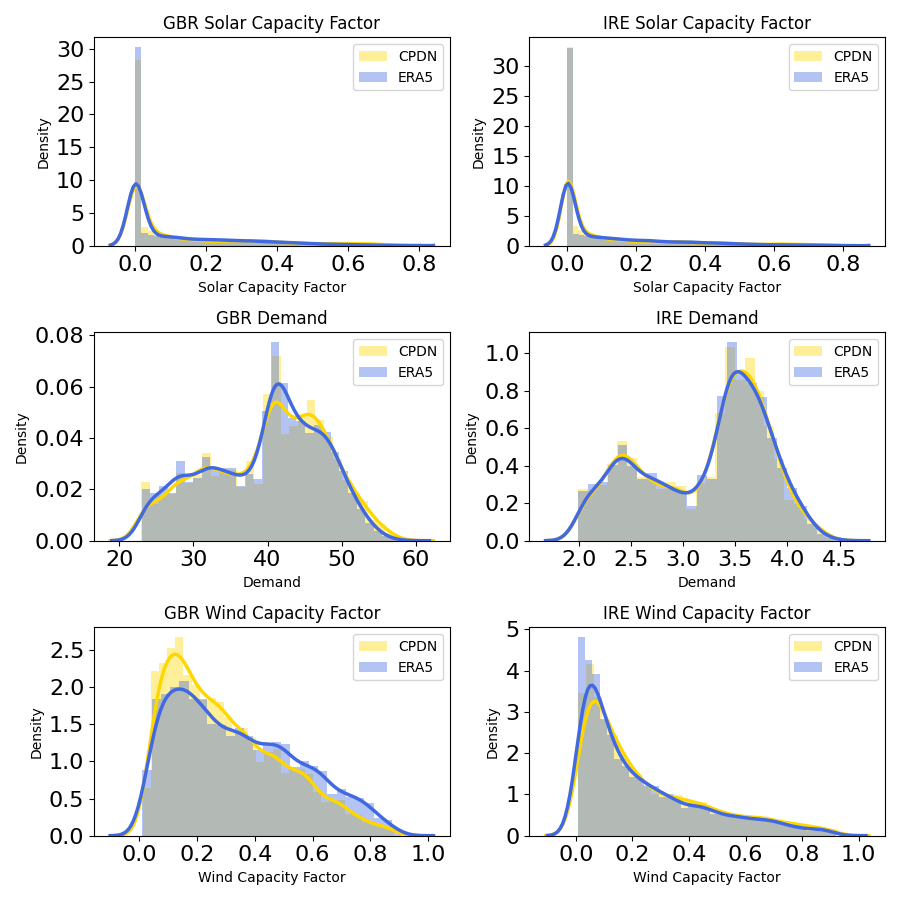 GBR Solar Capacity Factor
30
25
20
15
10
5
0
Density
0.0 0.2 0.4 0.6 0.8
Solar Capacity Factor
CPDN
ERA5
IRE Solar Capacity Factor
30
25
20
15
10
5
0
Density
0.0 0.2 0.4 0.6 0.8
Solar Capacity Factor
CPDN
ERA5
GBR Demand
0.08
0.06
0.04
0.02
0.00
Density
20 30 40 50 60
Demand
CPDN
ERA5
IRE Demand
1.0
0.8
0.6
0.4
0.2
0.0
Density
2.0 2.5 3.0 3.5 4.0 4.5
Demand
CPDN
ERA5
GBR Wind Capacity Factor
2.5
2.0
1.5
1.0
0.5
0.0
Density
0.0 0.2 0.4 0.6 0.8 1.0
Wind Capacity Factor
CPDN
ERA5
IRE Wind Capacity Factor
5
4
3
2
1
0
Density
0.0 0.2 0.4 0.6 0.8 1.0
Wind Capacity Factor
CPDN
ERA5